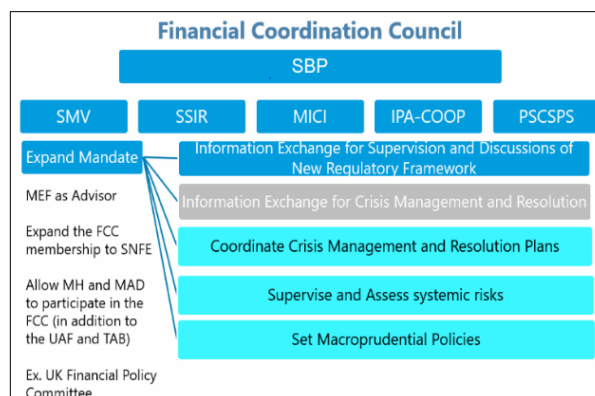 Financial Coordination Council
SBP
SMV
SSIR
MICI
IPA-COOP
PSCSPS
Expand Mandate
Information Exchange for Supervision and Discussions of
New Regulatory Framework
MEF as Advisor
Information Exchange for Crisis Management and Resolution
Expand the FCC
membership to SNFE
Coordinate Crisis Management and Resolution Plans
Allow MH and MAD
to participate in the
FCC (in addition to
the UAF and TAB)
Supervise and Assess systemic risks
Set Macroprudential Policies
Ex. UK Financial Policy
Committee